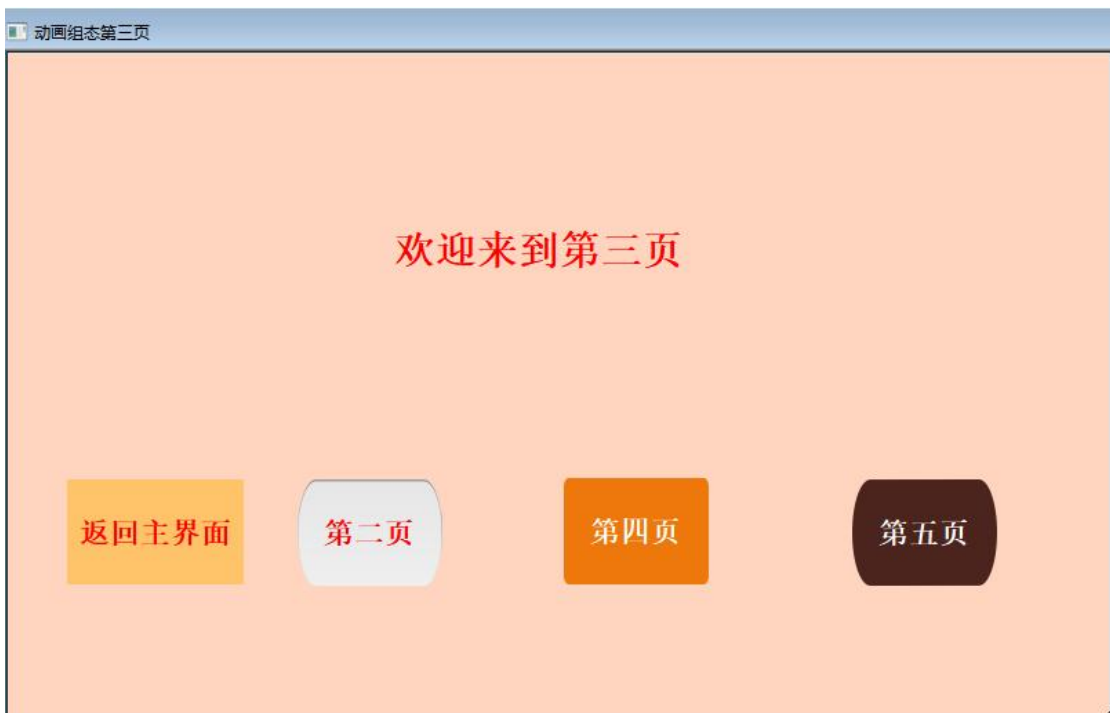 动画组态第三页
欢迎来到第三页
返回主界面
第二页
第四页
第五页